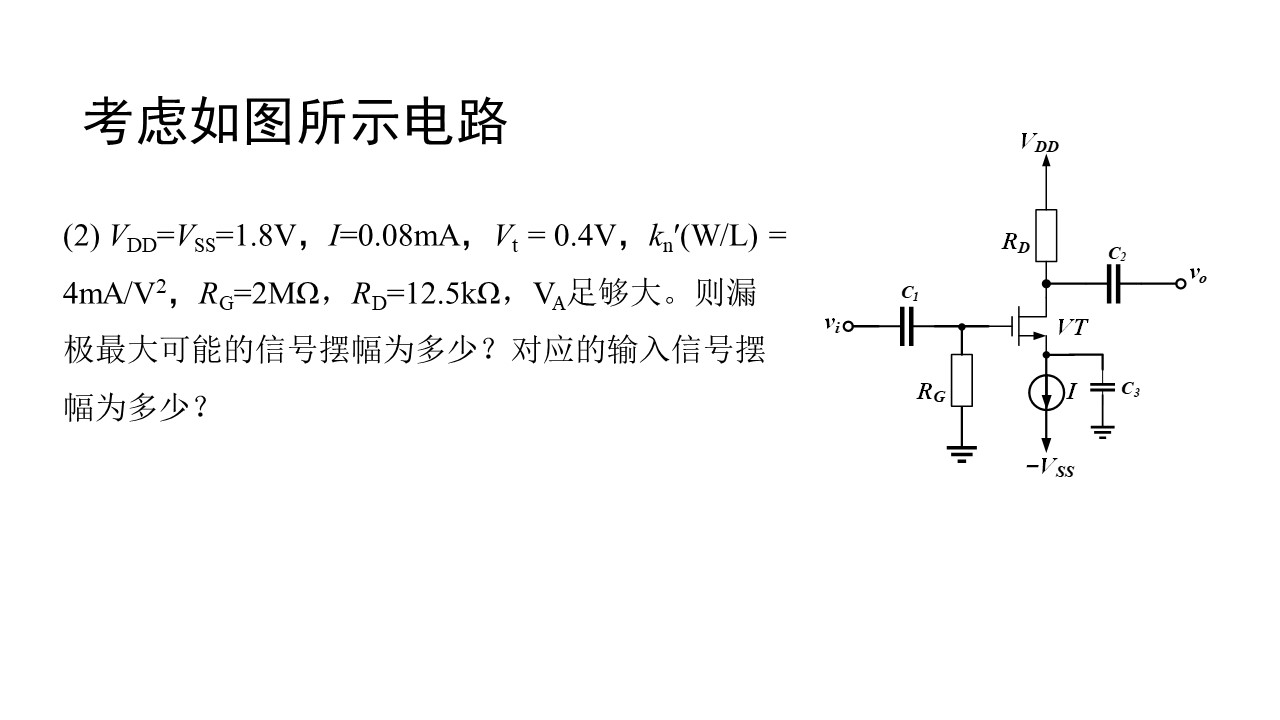 考虑如图所示电路
(2) VDD=VSS=1.8V，I=0.08mA， Vt = 0.4V，kn′(W/L) =
4mA/V²，RG=2MΩ，RD=12.5kΩ，VA足够大。则漏
极最大可能的信号摆幅为多少？对应的输入信号摆
幅为多少？
VDD
RD
C2
vo
C1
vi
VT
RG
I
C3
−VSS